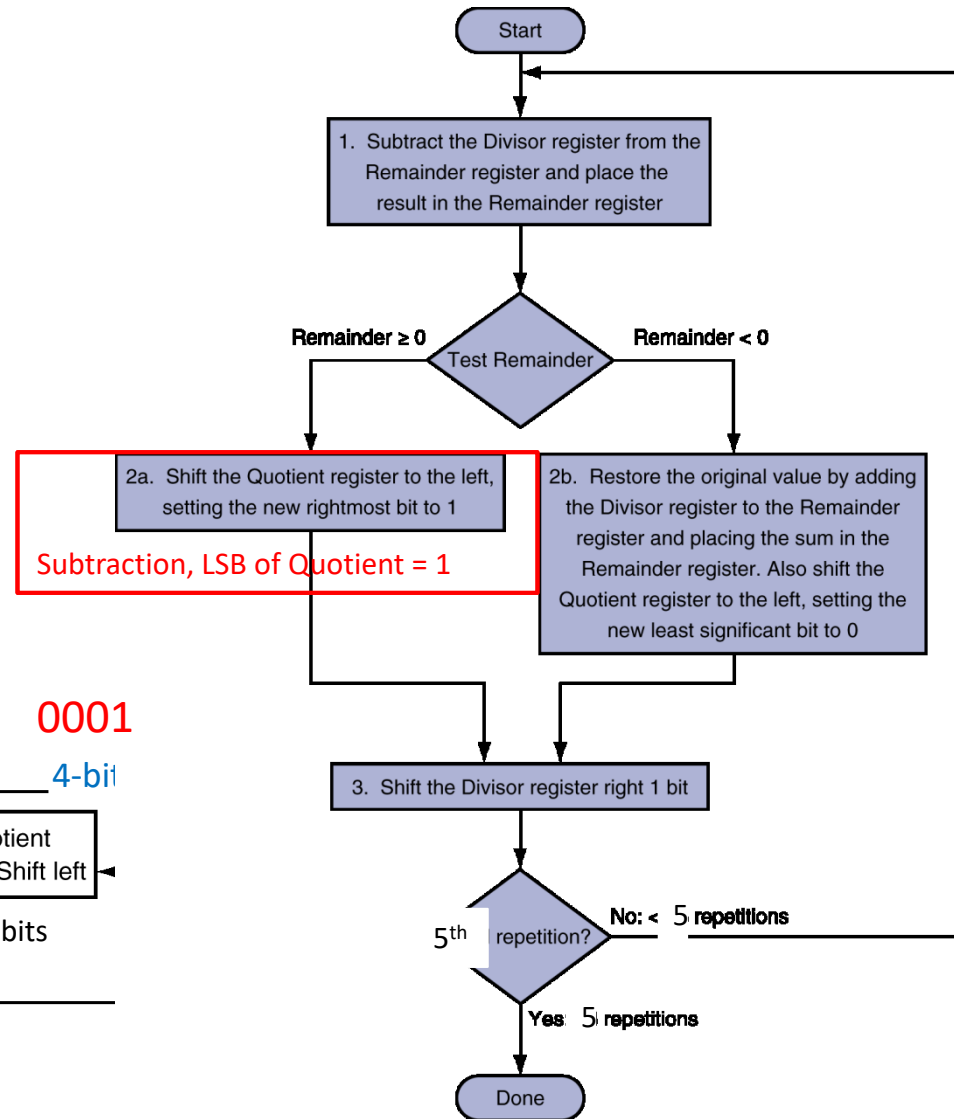 Start
1. Subtract the Divisor register from the
Remainder register and place the
result in the Remainder register
Remainder ≥ 0
Test Remainder
Remainder < 0
2a. Shift the Quotient register to the left,
setting the new rightmost bit to 1
Subtraction, LSB of Quotient = 1
2b. Restore the original value by adding
the Divisor register to the Remainder
register and placing the sum in the
Remainder register. Also shift the
Quotient register to the left, setting the
new least significant bit to 0
0001
4-bit
3. Shift the Divisor register right 1 bit
otient
Shift left
bits
5th repetition?
No: < 5 repetitions
Yes: 5 repetitions
Done